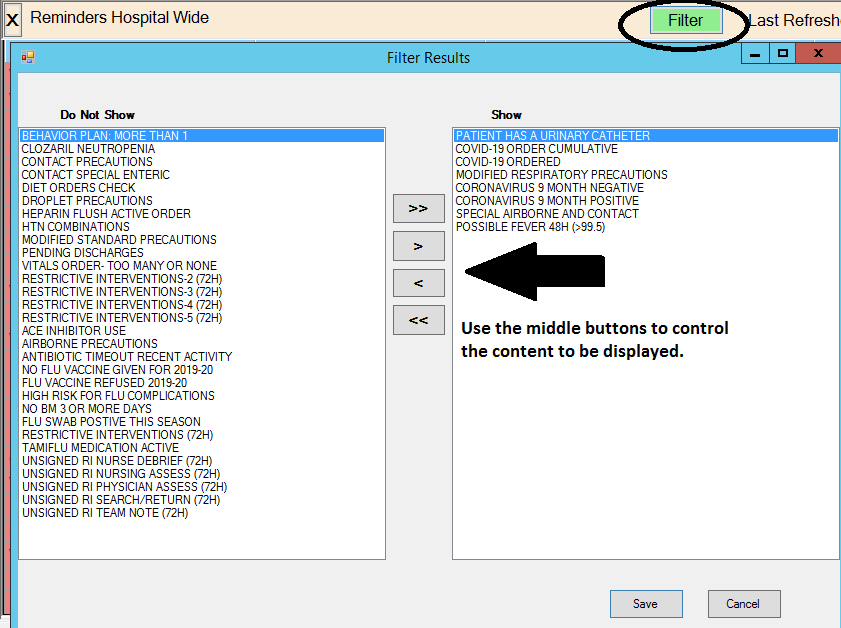 X Reminders Hospital Wide Filter Last Refresh
Filter Results
Do Not Show
BEHAVIOR PLAN: MORE THAN 1
CLOZARIL NEUTROPENIA
CONTACT PRECAUTIONS
CONTACT SPECIAL ENTERIC
DIET ORDERS CHECK
DROPLET PRECAUTIONS
HEPARIN FLUSH ACTIVE ORDER
HTN COMBINATIONS
MODIFIED STANDARD PRECAUTIONS
PENDING DISCHARGES
VITALS ORDER- TOO MANY OR NONE
RESTRICTIVE INTERVENTIONS-2 (72H)
RESTRICTIVE INTERVENTIONS-3 (72H)
RESTRICTIVE INTERVENTIONS-4 (72H)
RESTRICTIVE INTERVENTIONS-5 (72H)
ACE INHIBITOR USE
AIRBORNE PRECAUTIONS
ANTIBIOTIC TIMEOUT RECENT ACTIVITY
NO FLU VACCINE GIVEN FOR 2019-20
FLU VACCINE REFUSED 2019-20
HIGH RISK FOR FLU COMPLICATIONS
NO BM 3 OR MORE DAYS
FLU SWAB POSTIVE THIS SEASON
RESTRICTIVE INTERVENTIONS (72H)
TAMIFLU MEDICATION ACTIVE
UNSIGNED RI NURSE DEBRIEF (72H)
UNSIGNED RI NURSING ASSESS (72H)
UNSIGNED RI PHYSICIAN ASSESS (72H)
UNSIGNED RI SEARCH/RETURN (72H)
UNSIGNED RI TEAM NOTE (72H)
>>
>
<
<<
Show
PATIENT HAS A URINARY CATHETER
COVID-19 ORDER CUMULATIVE
COVID-19 ORDERED
MODIFIED RESPIRATORY PRECAUTIONS
CORONAVIRUS 9 MONTH NEGATIVE
CORONAVIRUS 9 MONTH POSITIVE
SPECIAL AIRBORNE AND CONTACT
POSSIBLE FEVER 48H (>99.5)
Use the middle buttons to control
the content to be displayed.
Save Cancel